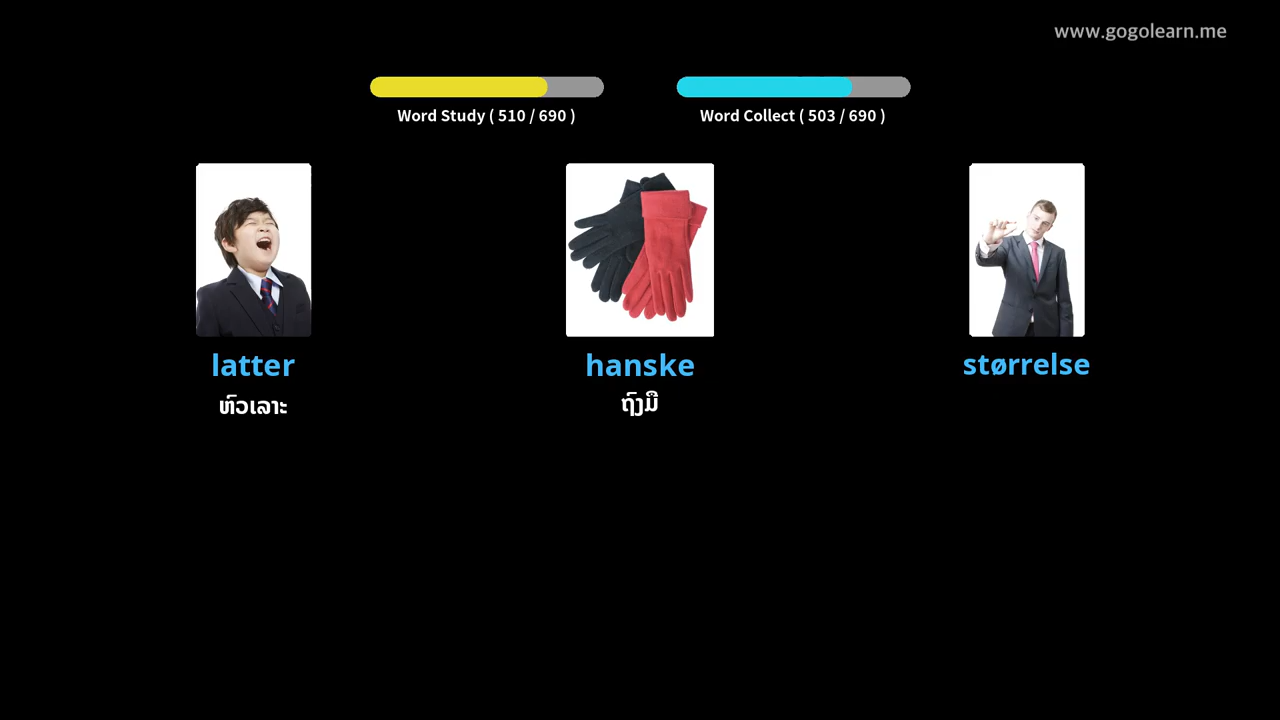 www.gogolearn.me
Word Study ( 510 / 690 )
Word Collect ( 503 / 690 )
latter
hanske
størrelse
ຫົວເລາະ
ຖົງມື